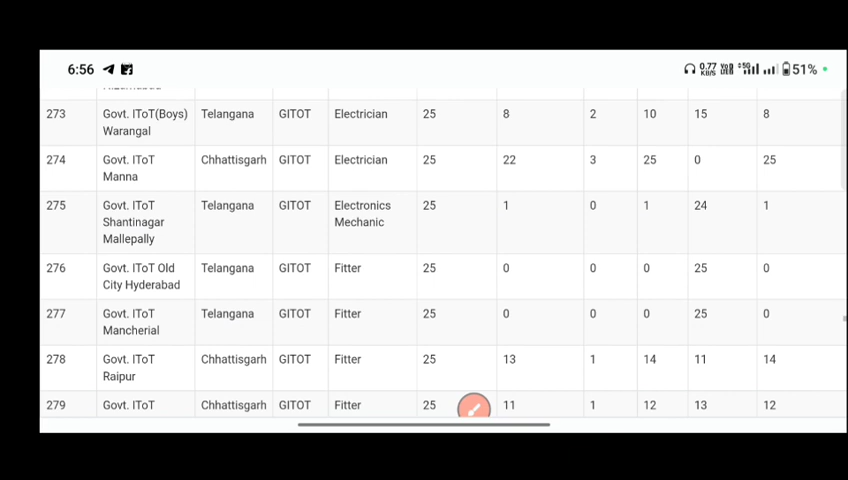 6:56 0.77 KB/S 5G 51%
273 Govt. IToT(Boys) Telangana GITOT Electrician 25 8 2 10 15 8
Warangal
274 Govt. IToT Chhattisgarh GITOT Electrician 25 22 3 25 0 25
Manna
275 Govt. IToT Telangana GITOT Electronics 25 1 0 1 24 1
Shantinagar Mechanic
Mallepally
276 Govt. IToT Old Telangana GITOT Fitter 25 0 0 0 25 0
City Hyderabad
277 Govt. IToT Telangana GITOT Fitter 25 0 0 0 25 0
Mancherial
278 Govt. IToT Chhattisgarh GITOT Fitter 25 13 1 14 11 14
Raipur
279 Govt. IToT Chhattisgarh GITOT Fitter 25 11 1 12 13 12